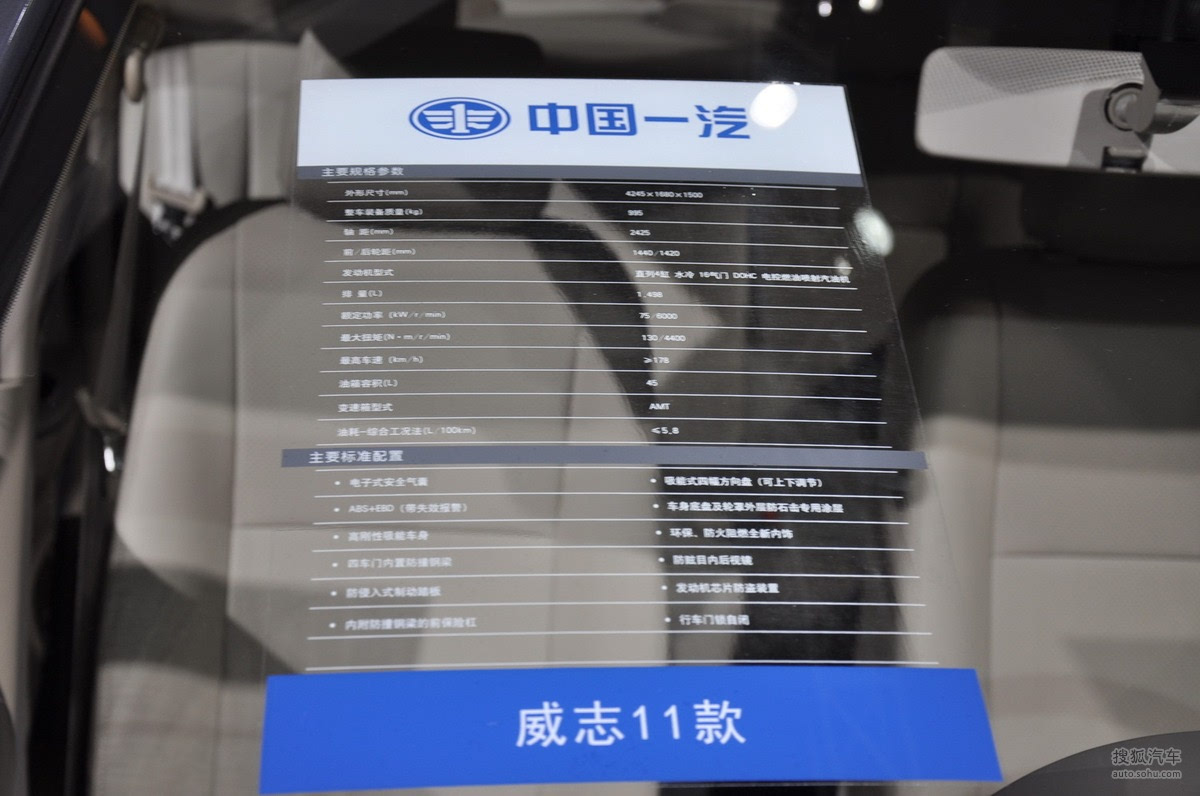 中国一汽
主要规格参数
外形尺寸(mm) 4245×1680×1500
整车装备质量(kg) 995
轴 距(mm) 2425
前/后轮距(mm) 1440/1420
发动机型式 直列4缸 水冷 16气门 DOHC 电控燃油喷射汽油机
排 量(L) 1.498
额定功率 (kW/r/min) 75/6000
最大扭矩(N·m/r/min) 130/4400
最高车速 (km/h) ≥178
油箱容积(L) 45
变速箱型式 AMT
油耗-综合工况法(L/100km) ≤5.8
主要标准配置
• 电子式安全气囊 • 吸能式四幅方向盘（可上下调节）
• ABS+EBD（带失效报警） • 车身底盘及轮罩外层防石击专用涂层
• 高刚性吸能车身 • 环保、防火阻燃全新内饰
• 四车门内置防撞钢梁 • 防眩目内后视镜
• 防侵入式制动踏板 • 发动机芯片防盗装置
• 内附防撞钢梁的前保险杠 • 行车门锁自闭
威志11款
搜狐汽车
auto.sohu.com